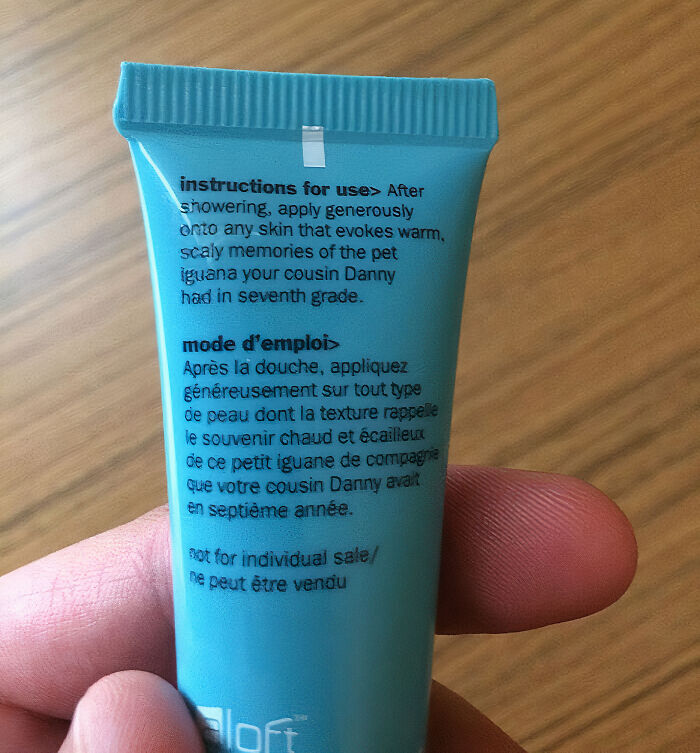 instructions for use> After
showering, apply generously
onto any skin that evokes warm,
scaly memories of the pet
iguana your cousin Danny
had in seventh grade.
mode d'emploi>
Après la douche, appliquez
généreusement sur tout type
de peau dont la texture rappelle
le souvenir chaud et écailleux
de ce petit iguane de compagnie
que votre cousin Danny avait
en septième année.
not for individual sale/
ne peut être vendu
aloft